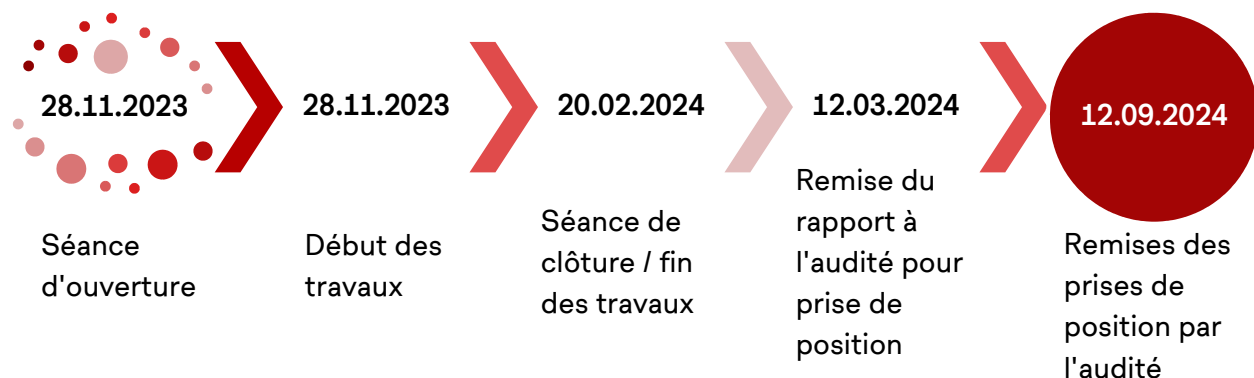 28.11.2023
Séance
d'ouverture
28.11.2023
Début des
travaux
20.02.2024
Séance de
clôture / fin
des travaux
12.03.2024
Remise du
rapport à
l'audité pour
prise de
position
12.09.2024
Remises des
prises de
position par
l'audité